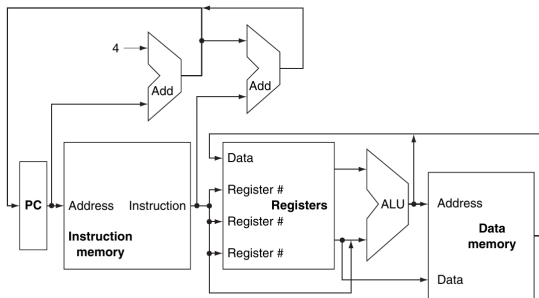 4
Add
Add
PC
Address
Instruction
Instruction
memory
Data
Register #
Register #
Register #
Registers
ALU
Address
Data
memory
Data